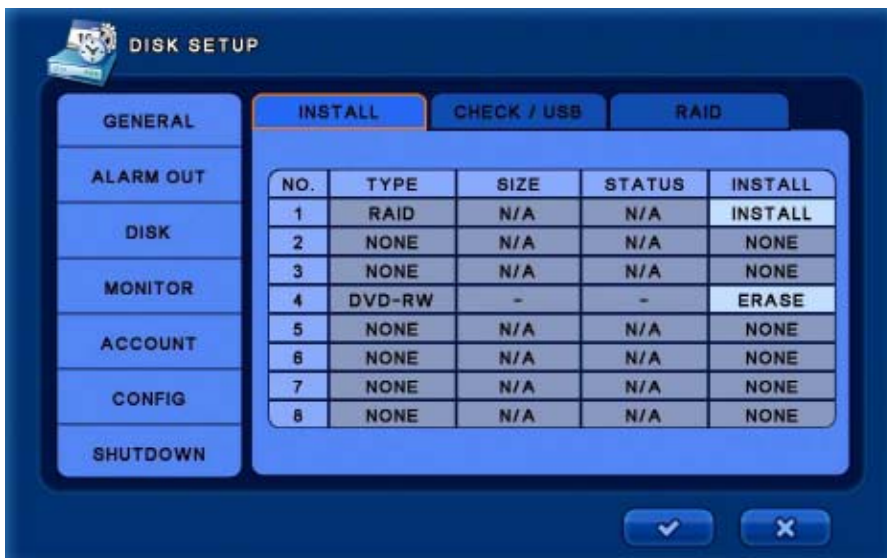 DISK SETUP
GENERAL
ALARM OUT
DISK
MONITOR
ACCOUNT
CONFIG
SHUTDOWN
INSTALL CHECK / USB RAID
NO. TYPE SIZE STATUS INSTALL
1 RAID N/A N/A INSTALL
2 NONE N/A N/A NONE
3 NONE N/A N/A NONE
4 DVD-RW - - ERASE
5 NONE N/A N/A NONE
6 NONE N/A N/A NONE
7 NONE N/A N/A NONE
8 NONE N/A N/A NONE